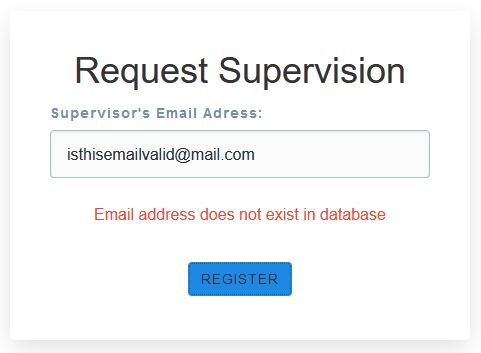 Request Supervision
Supervisor's Email Adress:
isthisemailvalid@mail.com
Email address does not exist in database
REGISTER